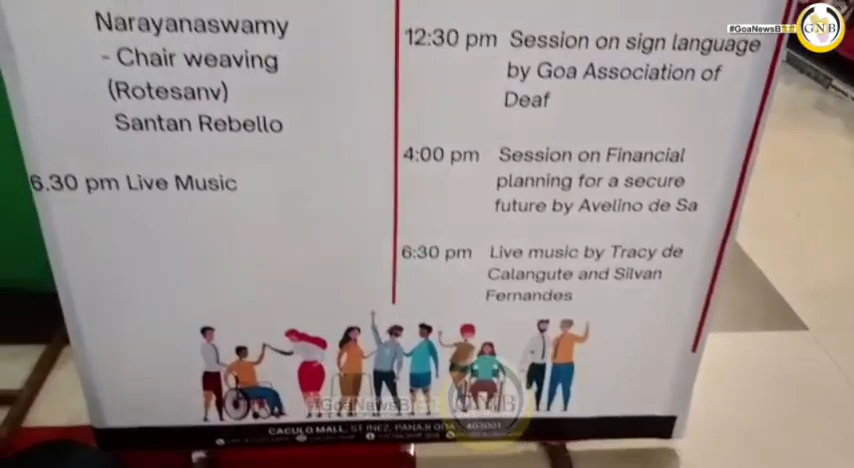 Narayanaswamy
- Chair weaving
(Rotesanv)
Santan Rebello
6.30 pm Live Music
12:30 pm Session on sign language
by Goa Association of
Deaf
4:00 pm Session on Financial
planning for a secure
future by Avelino de Sa
6:30 pm Live music by Tracy de
Calangute and Silvan
Fernandes
CACULO MALL, ST INEZ, PANAJI GOA - 403001
#GoaNewsB
GNB
#GoaNewsB
GNB